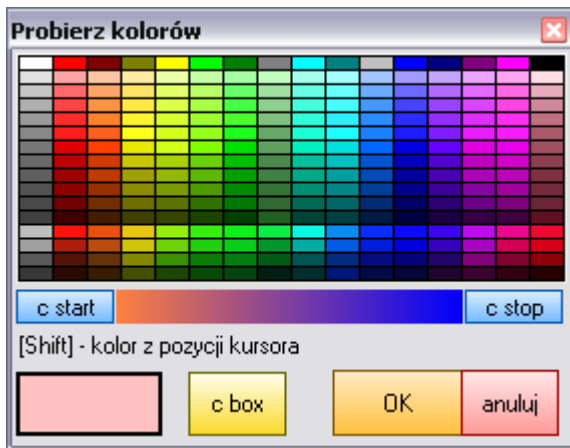 Probierz kolorów
c start
c stop
[Shift] - kolor z pozycji kursora
c box
OK
anuluj